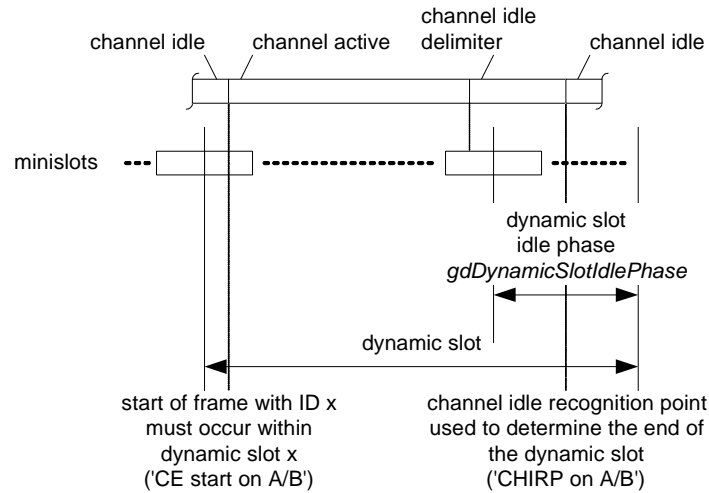 channel idle
channel active
channel idle
delimiter
channel idle
minislots
dynamic slot
idle phase
gdDynamicSlotIdlePhase
dynamic slot
start of frame with ID x
must occur within
dynamic slot x
('CE start on A/B')
channel idle recognition point
used to determine the end of
the dynamic slot
('CHIRP on A/B')